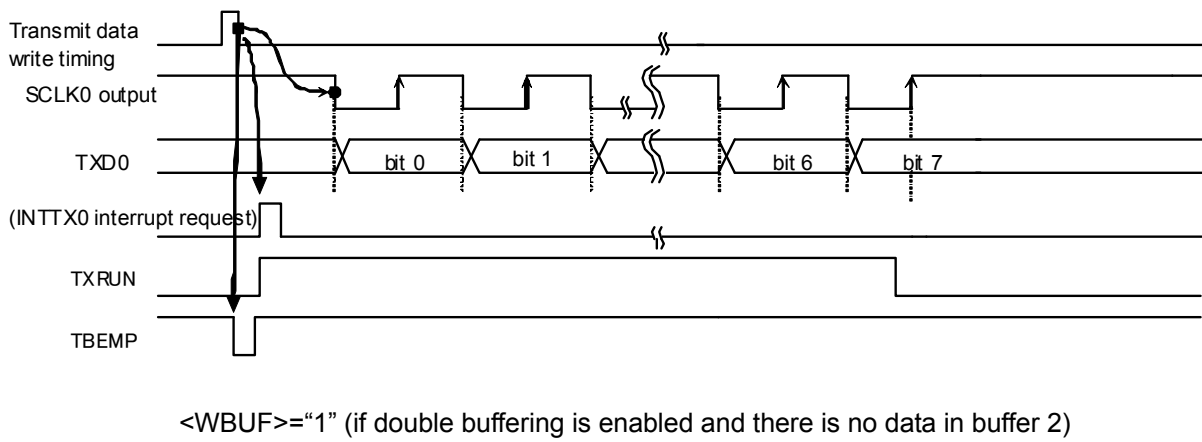 Transmit data
write timing
SCLK0 output
TXD0
bit 0
bit 1
bit 6
bit 7
(INTTX0 interrupt request)
TXRUN
TBEMP
<WBUF>=“1” (if double buffering is enabled and there is no data in buffer 2)